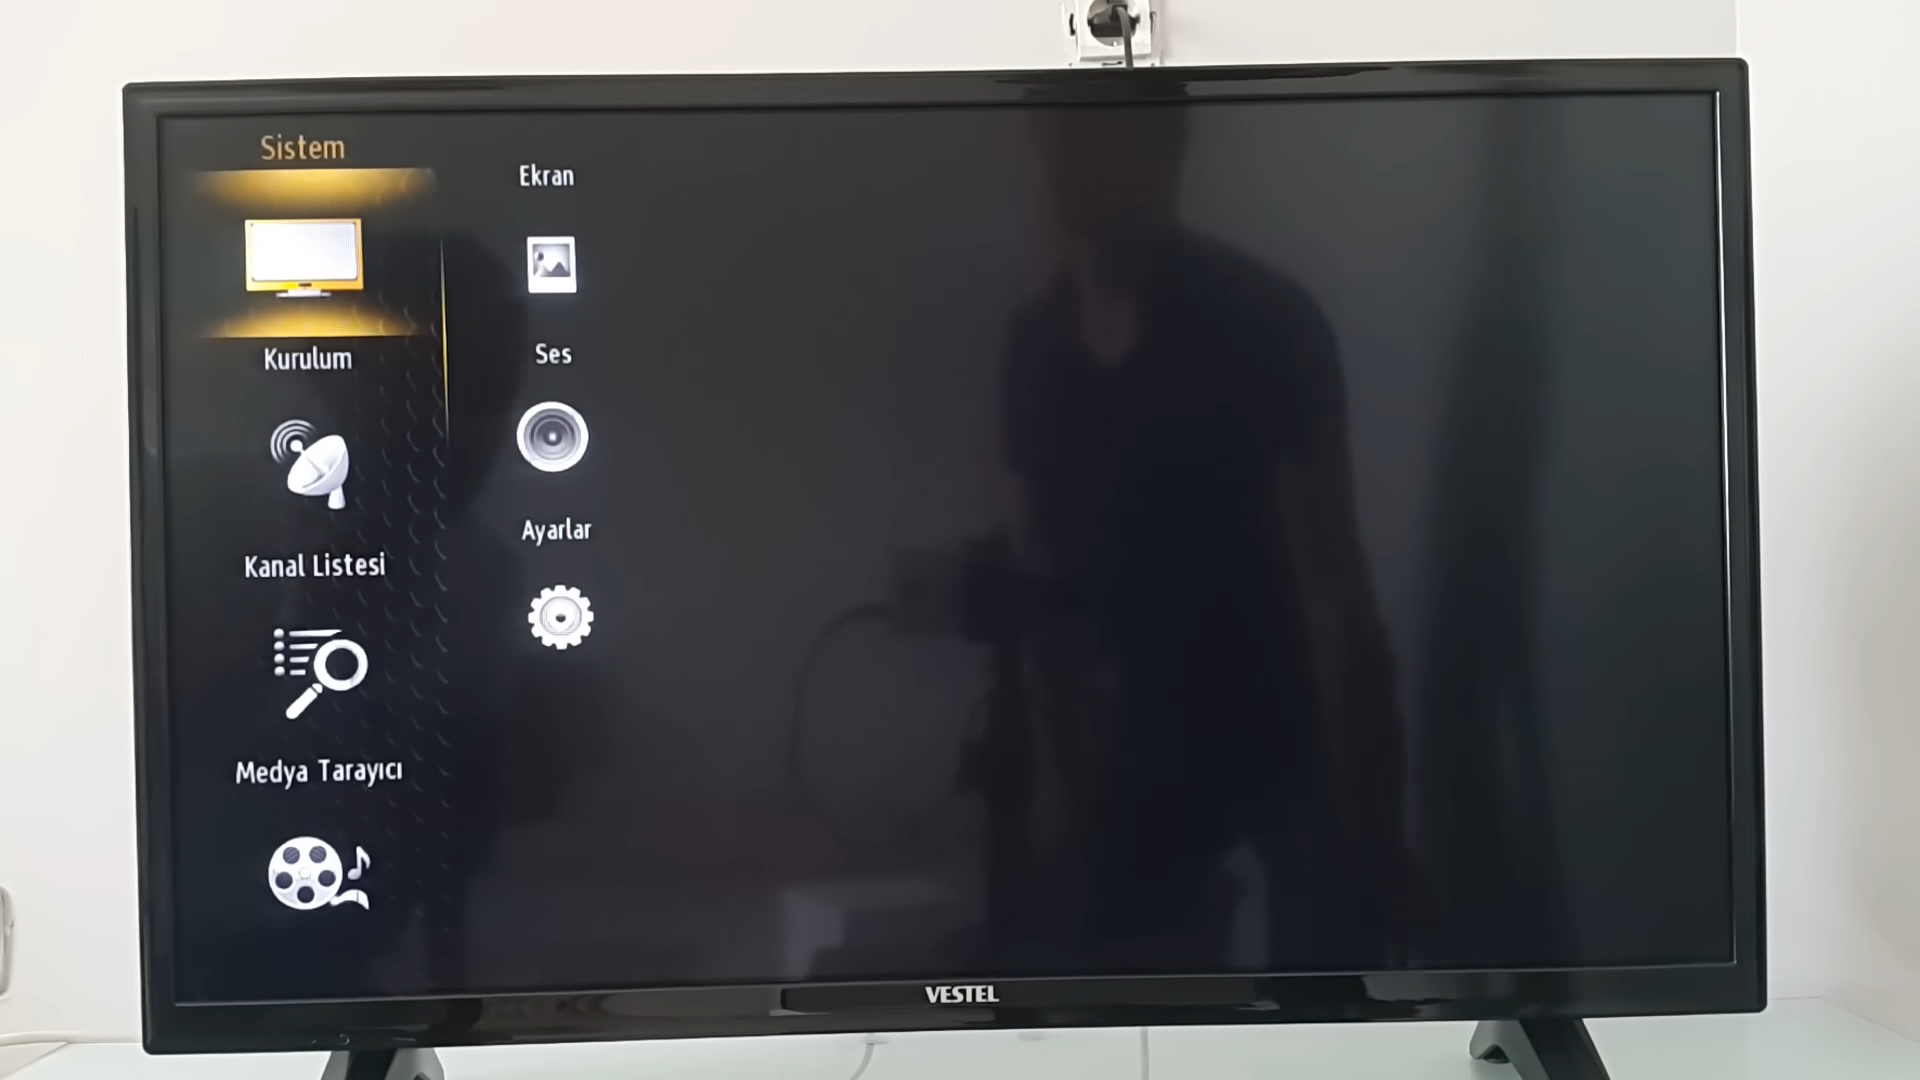 Sistem
Kurulum
Kanal Listesi
Medya Tarayıcı
Ekran
Ses
Ayarlar
VESTEL